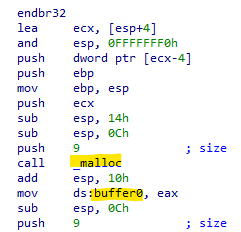 endbr32
lea     ecx, [esp+4]
and     esp, 0FFFFFFF0h
push    dword ptr [ecx-4]
push    ebp
mov     ebp, esp
push    ecx
sub     esp, 14h
sub     esp, 0Ch
push    9               ; size
call    _malloc
add     esp, 10h
mov     ds:buffer0, eax
sub     esp, 0Ch
push    9               ; size